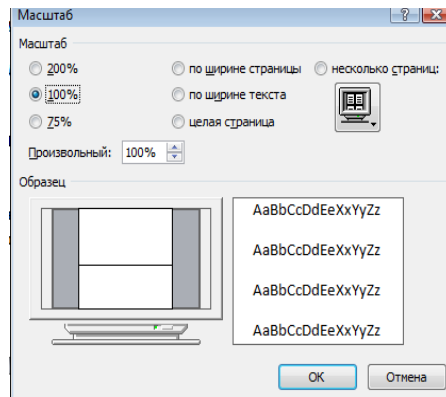 Масштаб
Масштаб
200% по ширине страницы несколько страниц:
100% по ширине текста
75% целая страница
Произвольный: 100%
Образец
AaBbCcDdEeXxYyZz
AaBbCcDdEeXxYyZz
AaBbCcDdEeXxYyZz
AaBbCcDdEeXxYyZz
ОК Отмена